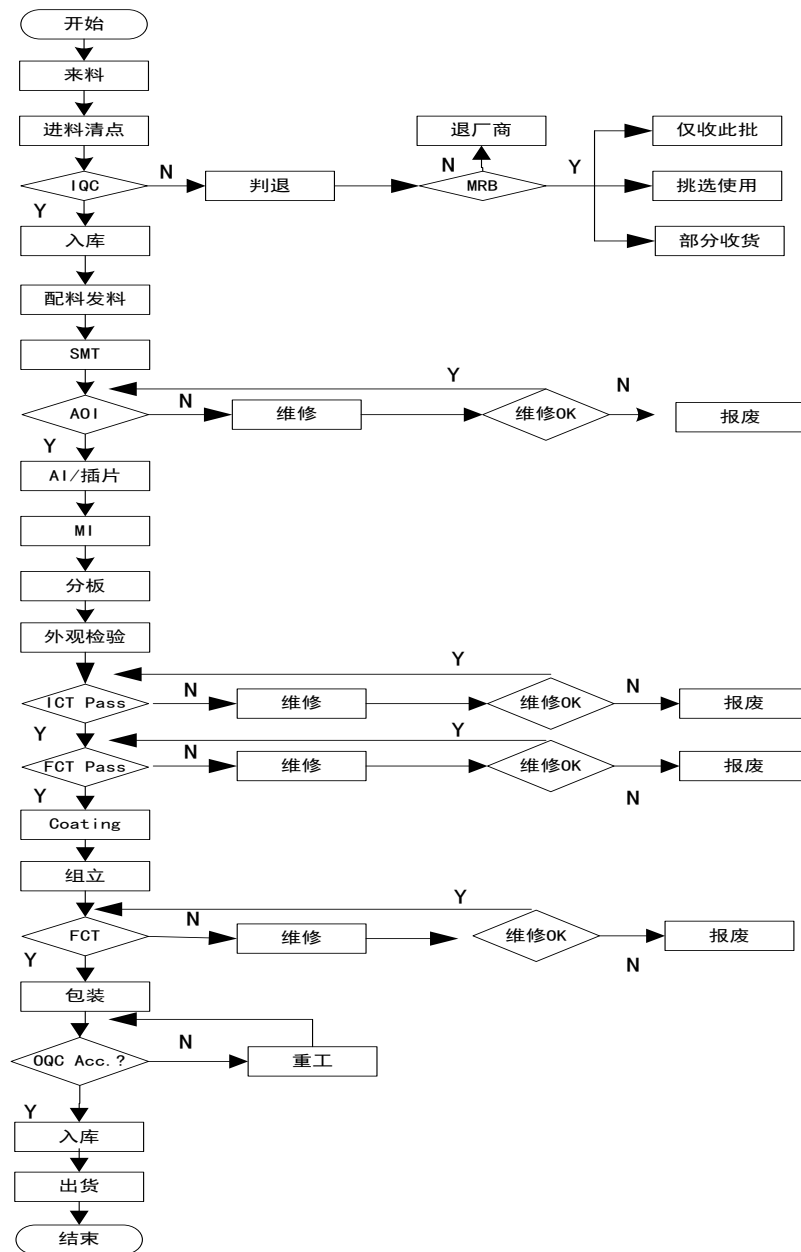 开始
来料
进料清点
退厂商
仅收此批
IQC
N
判退
N
MRB
Y
挑选使用
Y
入库
部分收货
配料发料
SMT
Y
N
AOI
N
维修
维修OK
报废
Y
AI/插片
MI
分板
外观检验
Y
ICT Pass
N
维修
维修OK
N
报废
Y
Y
FCT Pass
N
维修
维修OK
报废
Y
N
Coating
组立
Y
FCT
N
维修
维修OK
报废
Y
N
包装
OQC Acc.?
N
重工
Y
入库
出货
结束